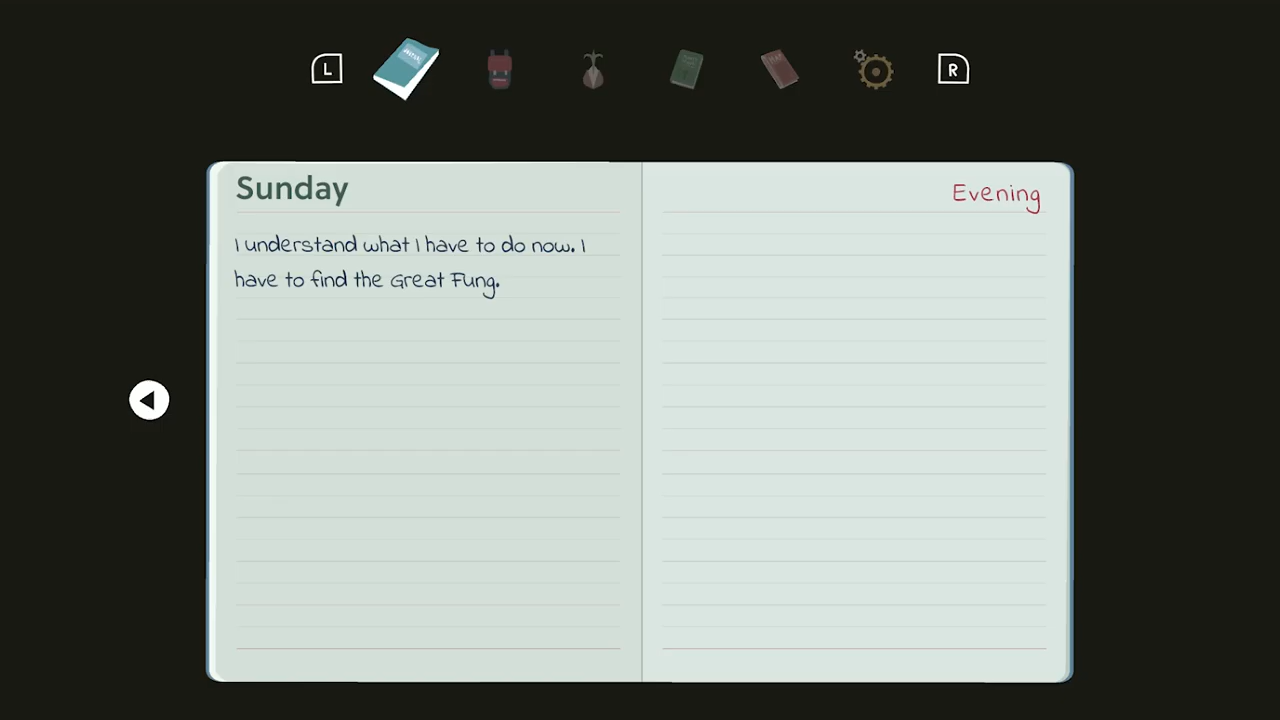 L
R
Sunday
Evening
I understand what I have to do now. I
have to find the Great Fung.